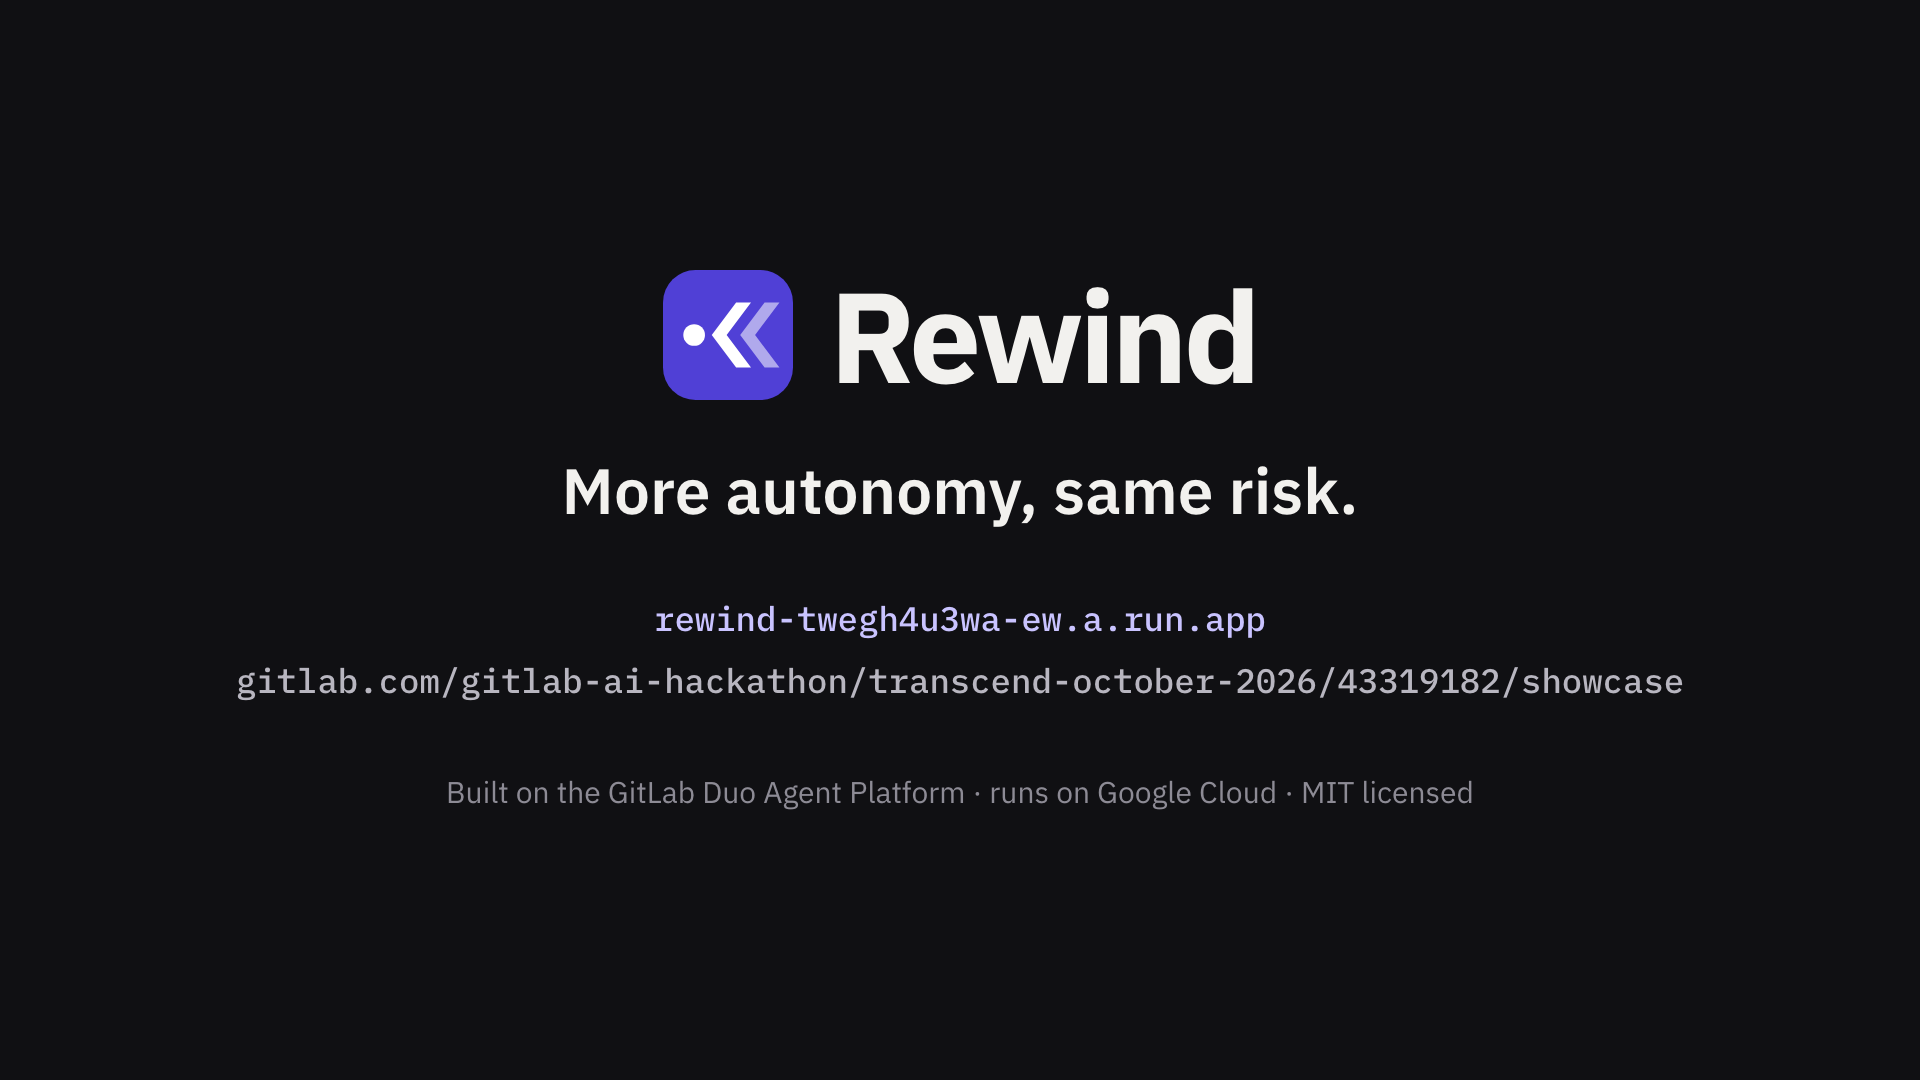 Rewind
More autonomy, same risk.
rewind-twegh4u3wa-ew.a.run.app
gitlab.com/gitlab-ai-hackathon/transcend-october-2026/43319182/showcase
Built on the GitLab Duo Agent Platform · runs on Google Cloud · MIT licensed